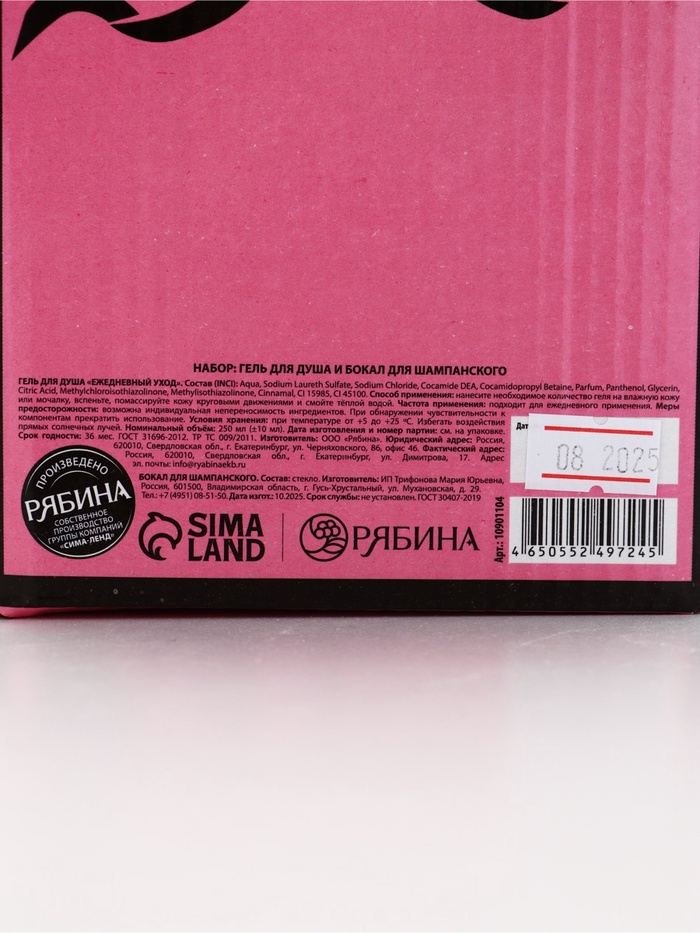 НАБОР: ГЕЛЬ ДЛЯ ДУША И БОКАЛ ДЛЯ ШАМПАНСКОГО
ГЕЛЬ ДЛЯ ДУША «ЕЖЕДНЕВНЫЙ УХОД». Состав (INCI): Aqua, Sodium Laureth Sulfate, Sodium Chloride, Cocamide DEA, Cocamidopropyl Betaine, Parfum, Panthenol, Glycerin,
Citric Acid, Methylchloroisothiazolinone, Methylisothiazolinone, Cinnamal, CI 15985, CI 45100. Способ применения: нанесите необходимое количество геля на влажную кожу
или мочалку, вспеньте, помассируйте кожу круговыми движениями и смойте тёплой водой. Частота применения: подходит для ежедневного применения. Меры
предосторожности: возможна индивидуальная непереносимость ингредиентов. При обнаружении чувствительности к
компонентам прекратить использование. Условия хранения: при температуре от +5 до +25 °С. Избегать воздействия
прямых солнечных лучей. Номинальный объём: 250 мл (±10 мл). Дата изготовления и номер партии: см. на упаковке.
Срок годности: 36 мес. ГОСТ 31696-2012. ТР ТС 009/2011. Изготовитель: ООО «Рябина». Юридический адрес: Россия,
620010, Свердловская обл., г. Екатеринбург, ул. Черняховского, 86, офис 46. Фактический адрес:
Россия, 620010, Свердловская обл., г. Екатеринбург, ул. Димитрова, 17. Адрес
эл. почты: info@ryabinaekb.ru
БОКАЛ ДЛЯ ШАМПАНСКОГО. Состав: стекло. Изготовитель: ИП Трифонова Мария Юрьевна,
Россия, 601500, Владимирская область, г. Гусь-Хрустальный, ул. Мухановская, д. 29.
Тел.: +7 (4951) 08-51-50. Дата изгот.: 10.2025. Срок службы: не установлен. ГОСТ 30407-2019
08 2025
ПРОИЗВЕДЕНО
РЯБИНА
СОБСТВЕННОЕ
ПРОИЗВОДСТВО
ГРУППЫ КОМПАНИЙ
«СИМА-ЛЕНД»
SIMA
LAND
РЯБИНА
Арт.: 10901104
4 650552 497245